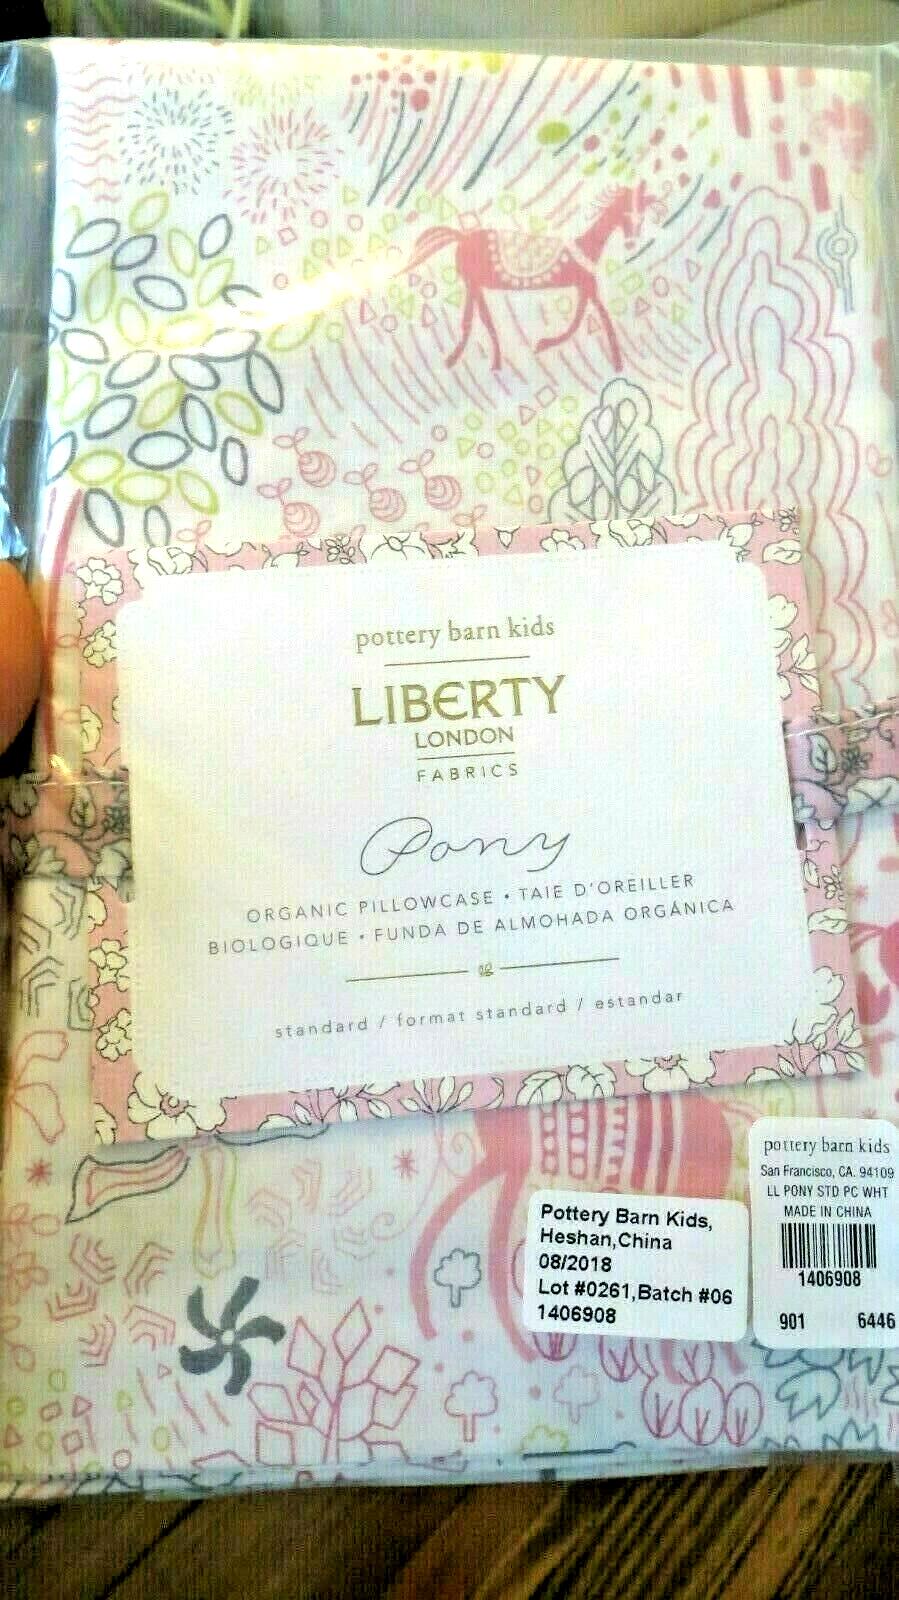 pottery barn kids
LIBERTY
LONDON
FABRICS
Pony
ORGANIC PILLOWCASE • TAIE D'OREILLER
BIOLOGIQUE • FUNDA DE ALMOHADA ORGÁNICA
standard / format standard / estandar
pottery barn kids
San Francisco, CA. 94109
LL PONY STD PC WHT
MADE IN CHINA
1406908
901 6446
Pottery Barn Kids,
Heshan,China
08/2018
Lot #0261,Batch #06
1406908